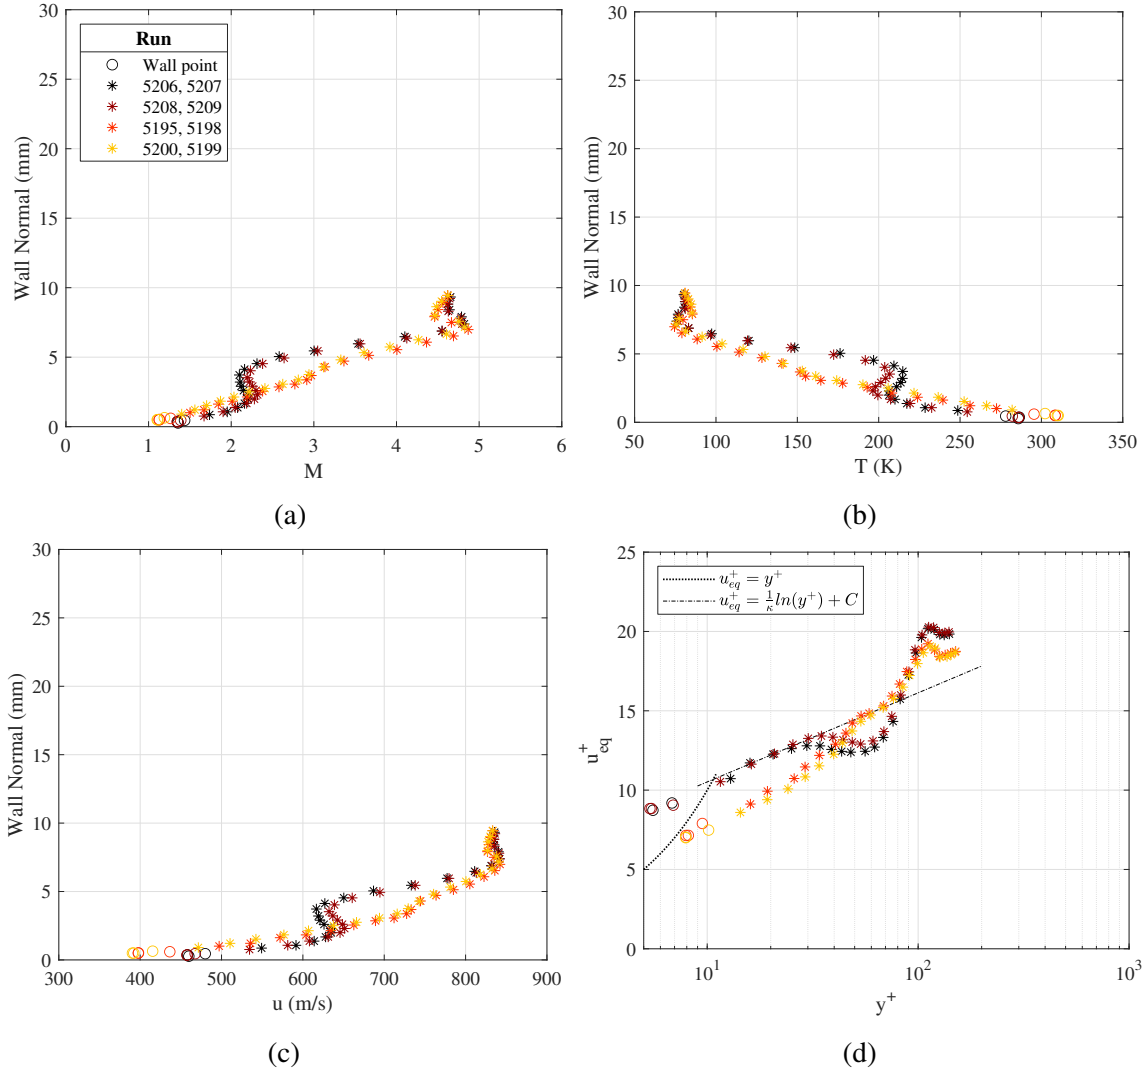 30
25
20
15
10
5
0
Wall Normal (mm)
0 1 2 3 4 5 6
M
Run
Wall point
5206, 5207
5208, 5209
5195, 5198
5200, 5199
(a)
30
25
20
15
10
5
0
Wall Normal (mm)
50 100 150 200 250 300 350
T (K)
(b)
30
25
20
15
10
5
0
Wall Normal (mm)
300 400 500 600 700 800 900
u (m/s)
(c)
25
20
15
10
5
0
u⁺eq
10¹ 10² 10³
y⁺
u⁺eq = y⁺
u⁺eq = 1/κ ln(y⁺) + C
(d)